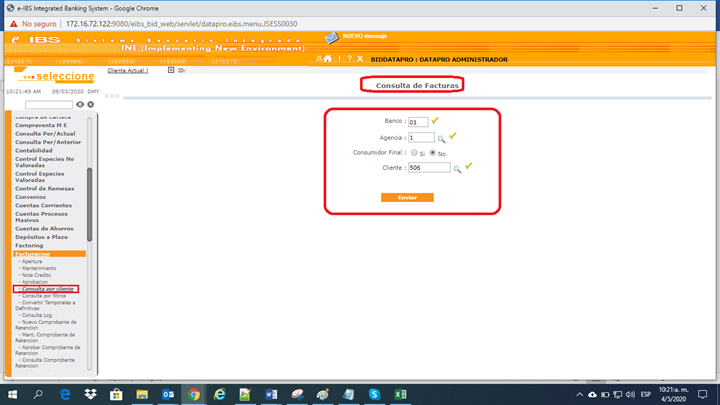 e-IBS Integrated Banking System - Google Chrome
No seguro | 172.16.72.122:9080/eibs_bid_web/servlet/datapro.eibs.menu.JSESS0030
e IBS Sistema Bancario Integrado
NUEVO mensaje
INE (Implementing New Environment)
BIDDATAPRO : DATAPRO ADMINISTRADOR
seleccione
Cliente Actual | ID:
10:21:49 AM 09/03/2020 DMY
Consulta de Facturas
Banco : 01
Agencia : 1
Consumidor Final : Si No
Cliente : 506
Enviar
Compra de Cartera
Compraventa M E
Consulta Per/Actual
Consulta Per/Anterior
Contabilidad
Control Especies No
Valoradas
Control Especies
Valoradas
Control de Remesas
Convenios
Cuentas Corrientes
Cuentas Procesos
Masivos
Cuentas de Ahorros
Depósitos a Plazo
Factoring
Facturacion
- Apertura
- Mantenimiento
- Nota Credito
- Aprobacion
- Consulta por cliente
- Consulta por filtros
- Convertir Temporales a
Definitivas
- Consulta Log
- Nuevo Comprobante de
Retencion
- Mant. Comprobante de
Retencion
- Aprobar Comprobante de
Retencion
- Consulta Comprobante
Retencion
ESP
10:21a. m.
4/5/2020